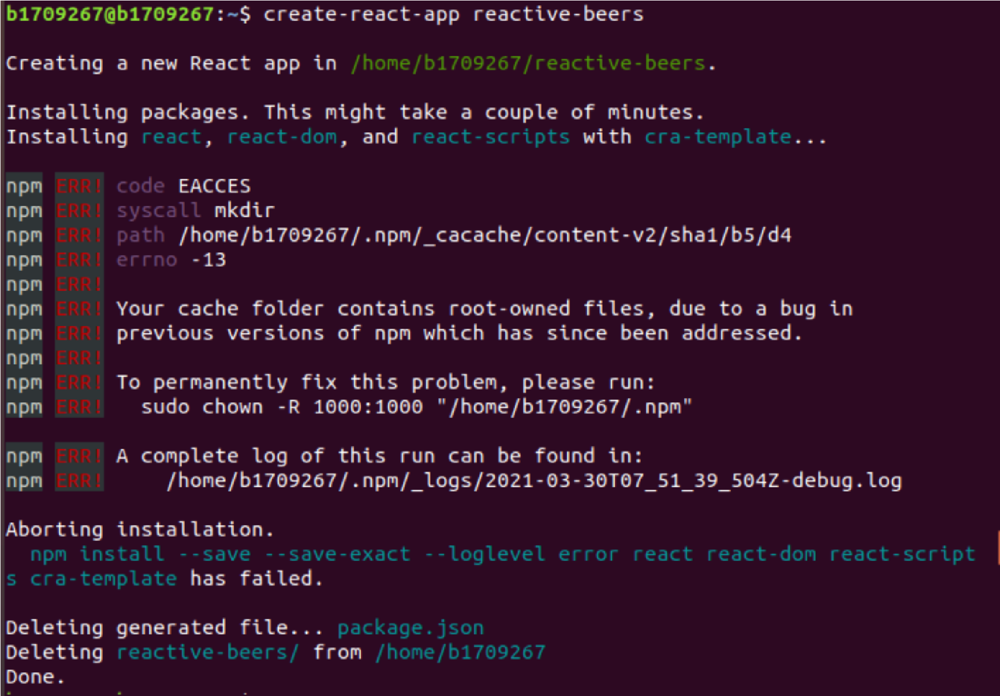 b1709267@b1709267:~$ create-react-app reactive-beers
Creating a new React app in /home/b1709267/reactive-beers.
Installing packages. This might take a couple of minutes.
Installing react, react-dom, and react-scripts with cra-template...
npm ERR! code EACCES
npm ERR! syscall mkdir
npm ERR! path /home/b1709267/.npm/_cacache/content-v2/sha1/b5/d4
npm ERR! errno -13
npm ERR!
npm ERR! Your cache folder contains root-owned files, due to a bug in
npm ERR! previous versions of npm which has since been addressed.
npm ERR!
npm ERR! To permanently fix this problem, please run:
npm ERR!   sudo chown -R 1000:1000 "/home/b1709267/.npm"
npm ERR! A complete log of this run can be found in:
npm ERR!     /home/b1709267/.npm/_logs/2021-03-30T07_51_39_504Z-debug.log
Aborting installation.
  npm install --save --save-exact --loglevel error react react-dom react-script
s cra-template has failed.
Deleting generated file... package.json
Deleting reactive-beers/ from /home/b1709267
Done.